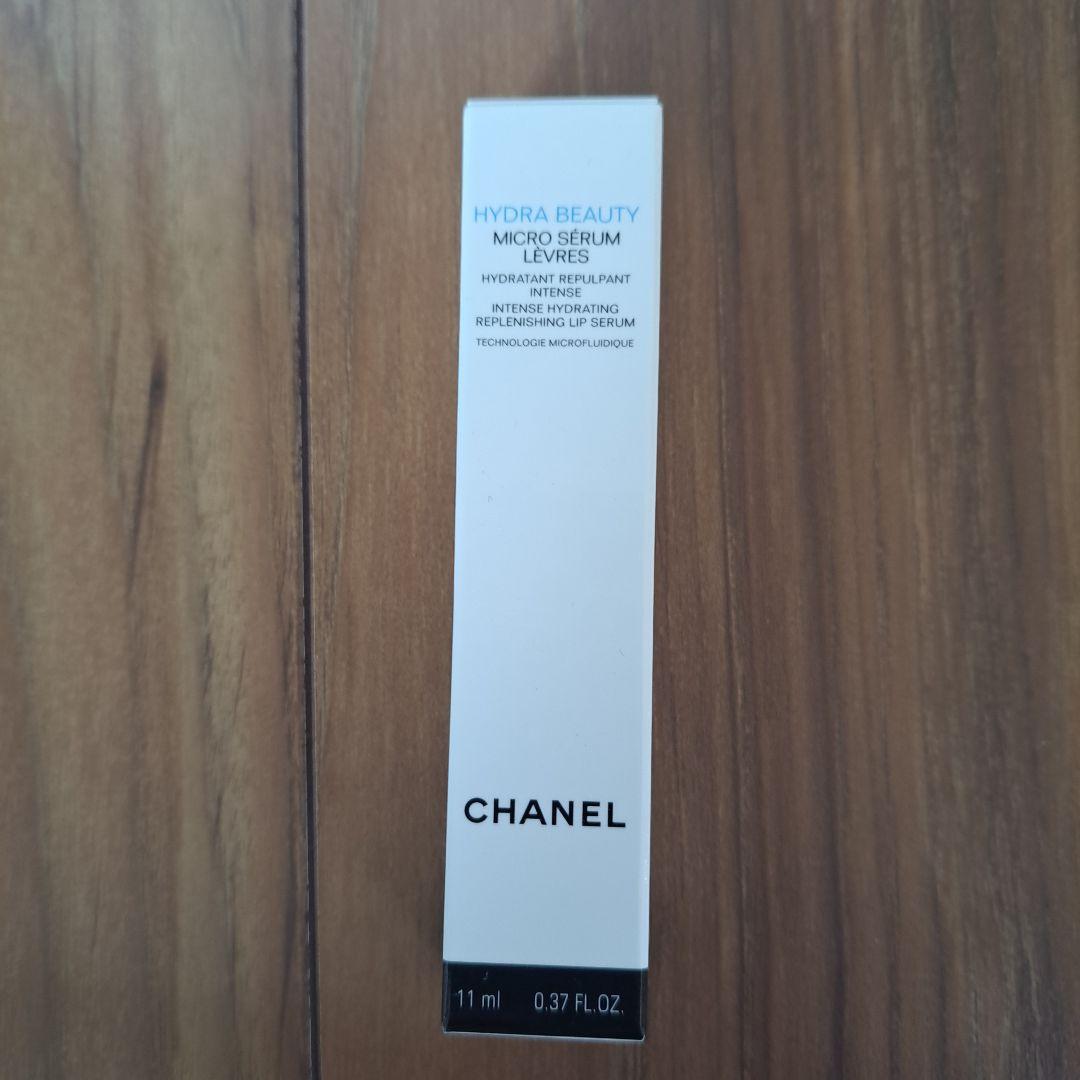 HYDRA BEAUTY
MICRO SÉRUM
LÈVRES
HYDRATANT REPULPANT
INTENSE
INTENSE HYDRATING
REPLENISHING LIP SERUM
TECHNOLOGIE MICROFLUIDIQUE
CHANEL
11 ml 0.37 FL.OZ.